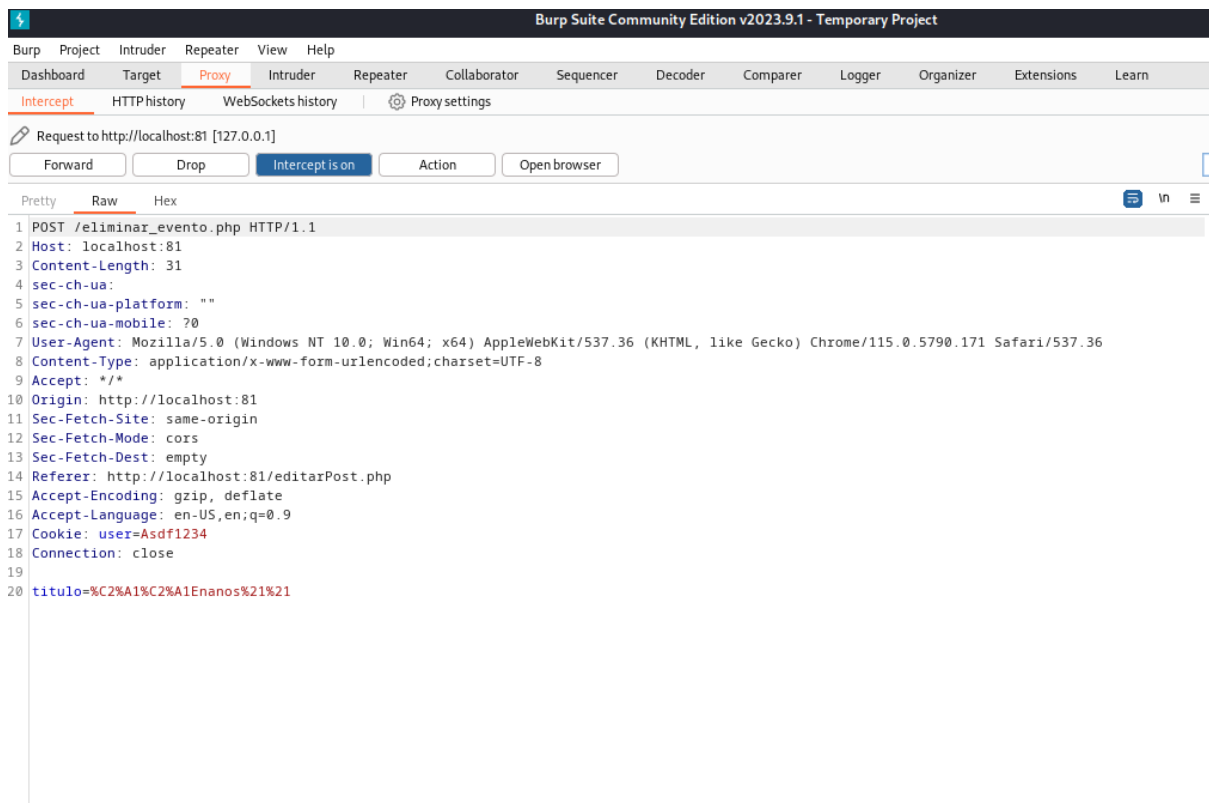 Burp Suite Community Edition v2023.9.1 - Temporary Project
Burp Project Intruder Repeater View Help
Dashboard Target Proxy Intruder Repeater Collaborator Sequencer Decoder Comparer Logger Organizer Extensions Learn
Intercept HTTP history WebSockets history Proxy settings
Request to http://localhost:81 [127.0.0.1]
Forward Drop Intercept is on Action Open browser
Pretty Raw Hex \n
1 POST /eliminar_evento.php HTTP/1.1
2 Host: localhost:81
3 Content-Length: 31
4 sec-ch-ua:
5 sec-ch-ua-platform: ""
6 sec-ch-ua-mobile: ?0
7 User-Agent: Mozilla/5.0 (Windows NT 10.0; Win64; x64) AppleWebKit/537.36 (KHTML, like Gecko) Chrome/115.0.5790.171 Safari/537.36
8 Content-Type: application/x-www-form-urlencoded;charset=UTF-8
9 Accept: */*
10 Origin: http://localhost:81
11 Sec-Fetch-Site: same-origin
12 Sec-Fetch-Mode: cors
13 Sec-Fetch-Dest: empty
14 Referer: http://localhost:81/editarPost.php
15 Accept-Encoding: gzip, deflate
16 Accept-Language: en-US,en;q=0.9
17 Cookie: user=Asdf1234
18 Connection: close
19
20 titulo=%C2%A1%C2%A1Enanos%21%21